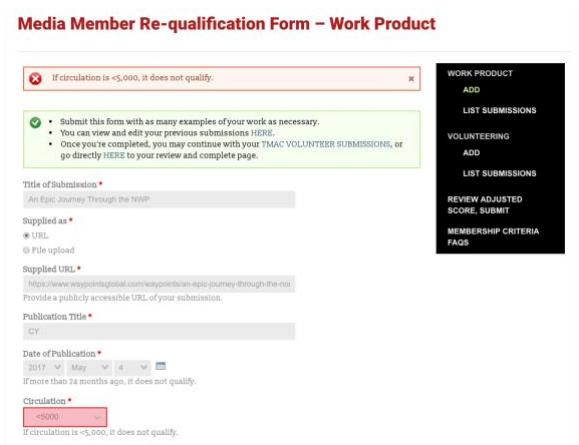 Media Member Re-qualification Form – Work Product
If circulation is <5,000, it does not qualify.
Submit this form with as many examples of your work as necessary.
You can view and edit your previous submissions HERE.
Once you're completed, you may continue with your TMAC VOLUNTEER SUBMISSIONS, or
go directly HERE to your review and complete page.
Title of Submission *
An Epic Journey Through the NWP
Supplied as *
URL
File upload
Supplied URL *
https://www.waypointsglobal.com/waypoints/an-epic-journey-through-the-nor
Provide a publicly accessible URL of your submission.
Publication Title *
CY
Date of Publication *
2017 May 4
If more than 24 months ago, it does not qualify.
Circulation *
<5000
If circulation is <5,000, it does not qualify.
WORK PRODUCT
ADD
LIST SUBMISSIONS
VOLUNTEERING
ADD
LIST SUBMISSIONS
REVIEW ADJUSTED
SCORE, SUBMIT
MEMBERSHIP CRITERIA
FAQS